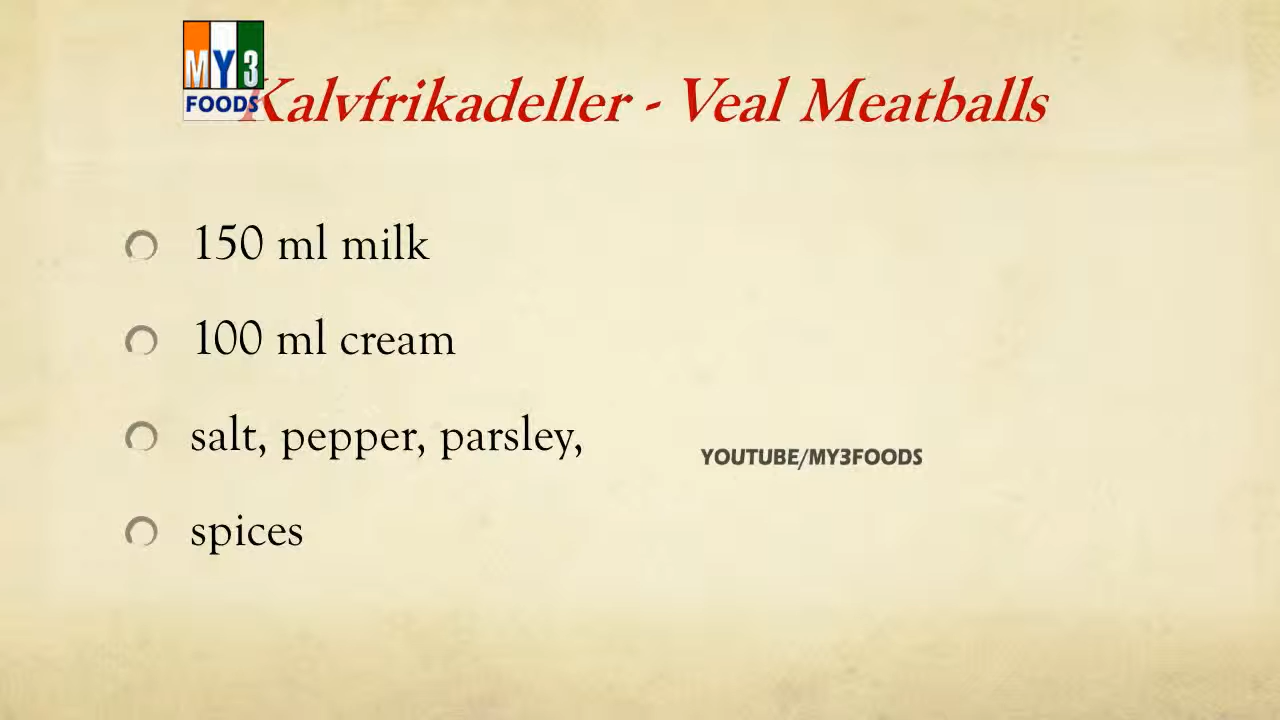 MY3
FOODS
Kalvfrikadeller - Veal Meatballs
150 ml milk
100 ml cream
salt, pepper, parsley,
YOUTUBE/MY3FOODS
spices